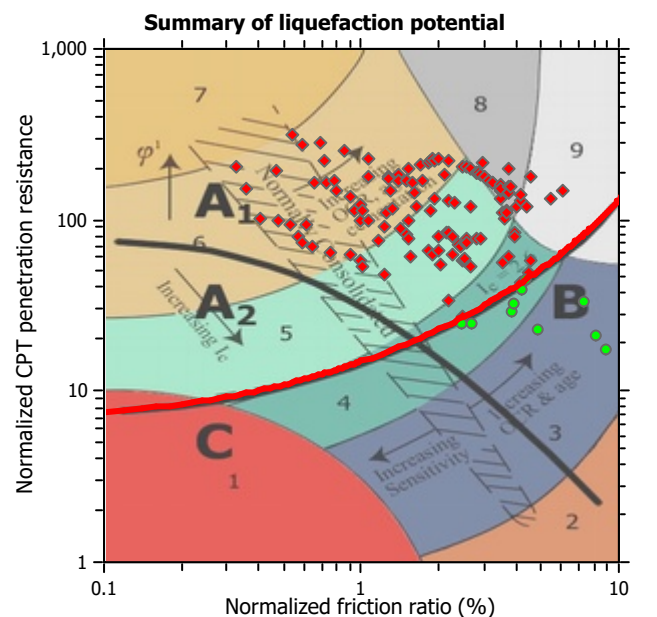 Summary of liquefaction potential
1,000
100
10
1
Normalized CPT penetration resistance
0.1
1
10
Normalized friction ratio (%)
7
8
9
φ'
A1
6
A2
5
B
4
C
1
3
2
Increasing
OCR,
Normally Consolidated
Increasing Ic
Ic = 2.
Increasing
OCR & age
Increasing
Sensitivity